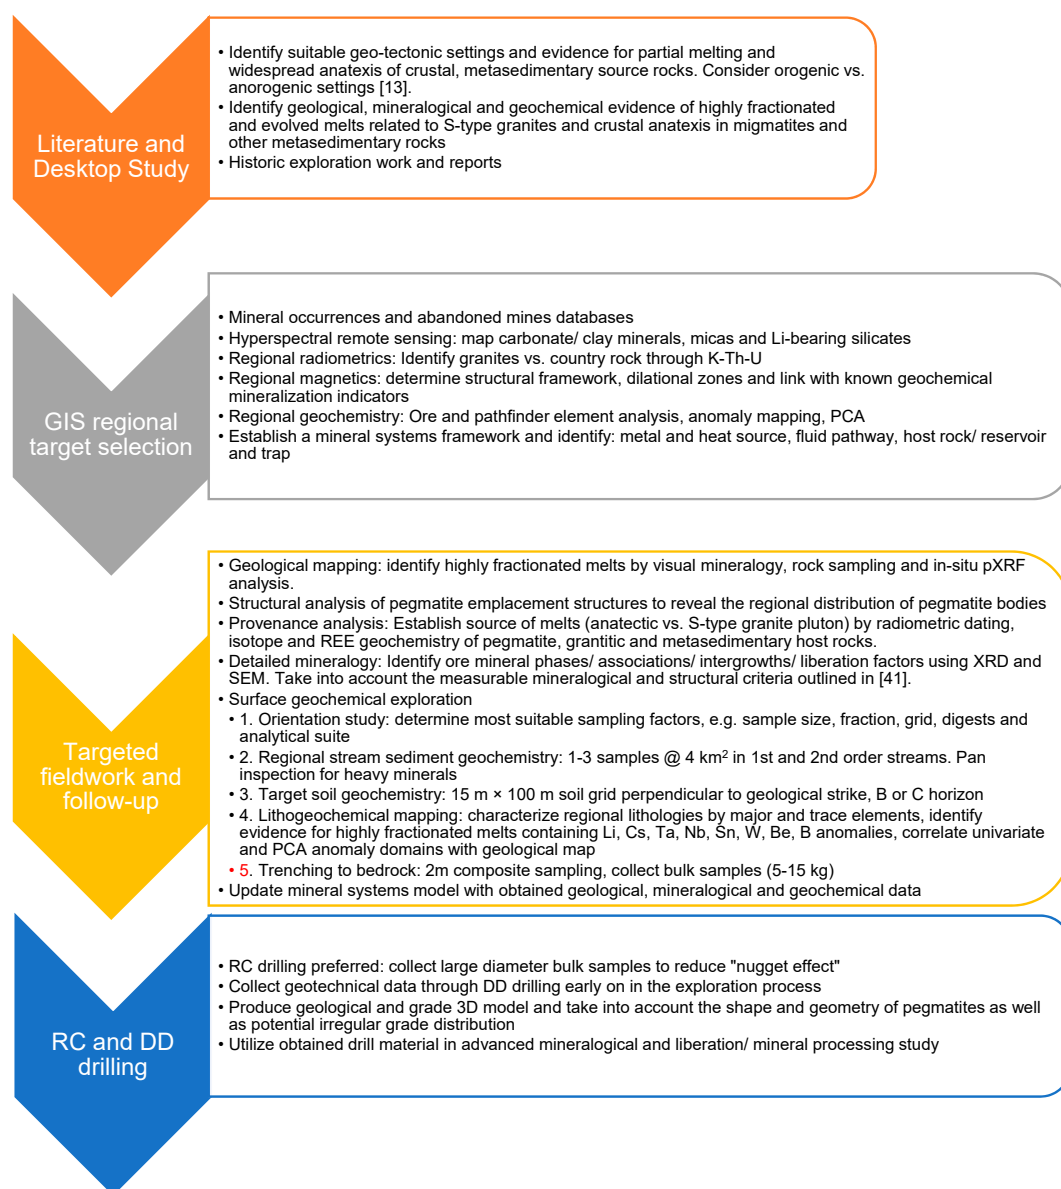 Literature and
Desktop Study
• Identify suitable geo-tectonic settings and evidence for partial melting and
widespread anatexis of crustal, metasedimentary source rocks. Consider orogenic vs.
anorogenic settings [13].
• Identify geological, mineralogical and geochemical evidence of highly fractionated
and evolved melts related to S-type granites and crustal anatexis in migmatites and
other metasedimentary rocks
• Historic exploration work and reports
GIS regional
target selection
• Mineral occurrences and abandoned mines databases
• Hyperspectral remote sensing: map carbonate/ clay minerals, micas and Li-bearing silicates
• Regional radiometrics: Identify granites vs. country rock through K-Th-U
• Regional magnetics: determine structural framework, dilational zones and link with known geochemical
mineralization indicators
• Regional geochemistry: Ore and pathfinder element analysis, anomaly mapping, PCA
• Establish a mineral systems framework and identify: metal and heat source, fluid pathway, host rock/ reservoir
and trap
Targeted
fieldwork and
follow-up
• Geological mapping: identify highly fractionated melts by visual mineralogy, rock sampling and in-situ pXRF
analysis.
• Structural analysis of pegmatite emplacement structures to reveal the regional distribution of pegmatite bodies
• Provenance analysis: Establish source of melts (anatectic vs. S-type granite pluton) by radiometric dating,
isotope and REE geochemistry of pegmatite, grantitic and metasedimentary host rocks.
• Detailed mineralogy: Identify ore mineral phases/ associations/ intergrowths/ liberation factors using XRD and
SEM. Take into account the measurable mineralogical and structural criteria outlined in [41].
• Surface geochemical exploration
• 1. Orientation study: determine most suitable sampling factors, e.g. sample size, fraction, grid, digests and
analytical suite
• 2. Regional stream sediment geochemistry: 1-3 samples @ 4 km² in 1st and 2nd order streams. Pan
inspection for heavy minerals
• 3. Target soil geochemistry: 15 m × 100 m soil grid perpendicular to geological strike, B or C horizon
• 4. Lithogeochemical mapping: characterize regional lithologies by major and trace elements, identify
evidence for highly fractionated melts containing Li, Cs, Ta, Nb, Sn, W, Be, B anomalies, correlate univariate
and PCA anomaly domains with geological map
• 5. Trenching to bedrock: 2m composite sampling, collect bulk samples (5-15 kg)
• Update mineral systems model with obtained geological, mineralogical and geochemical data
RC and DD
drilling
• RC drilling preferred: collect large diameter bulk samples to reduce "nugget effect"
• Collect geotechnical data through DD drilling early on in the exploration process
• Produce geological and grade 3D model and take into account the shape and geometry of pegmatites as well
as potential irregular grade distribution
• Utilize obtained drill material in advanced mineralogical and liberation/ mineral processing study